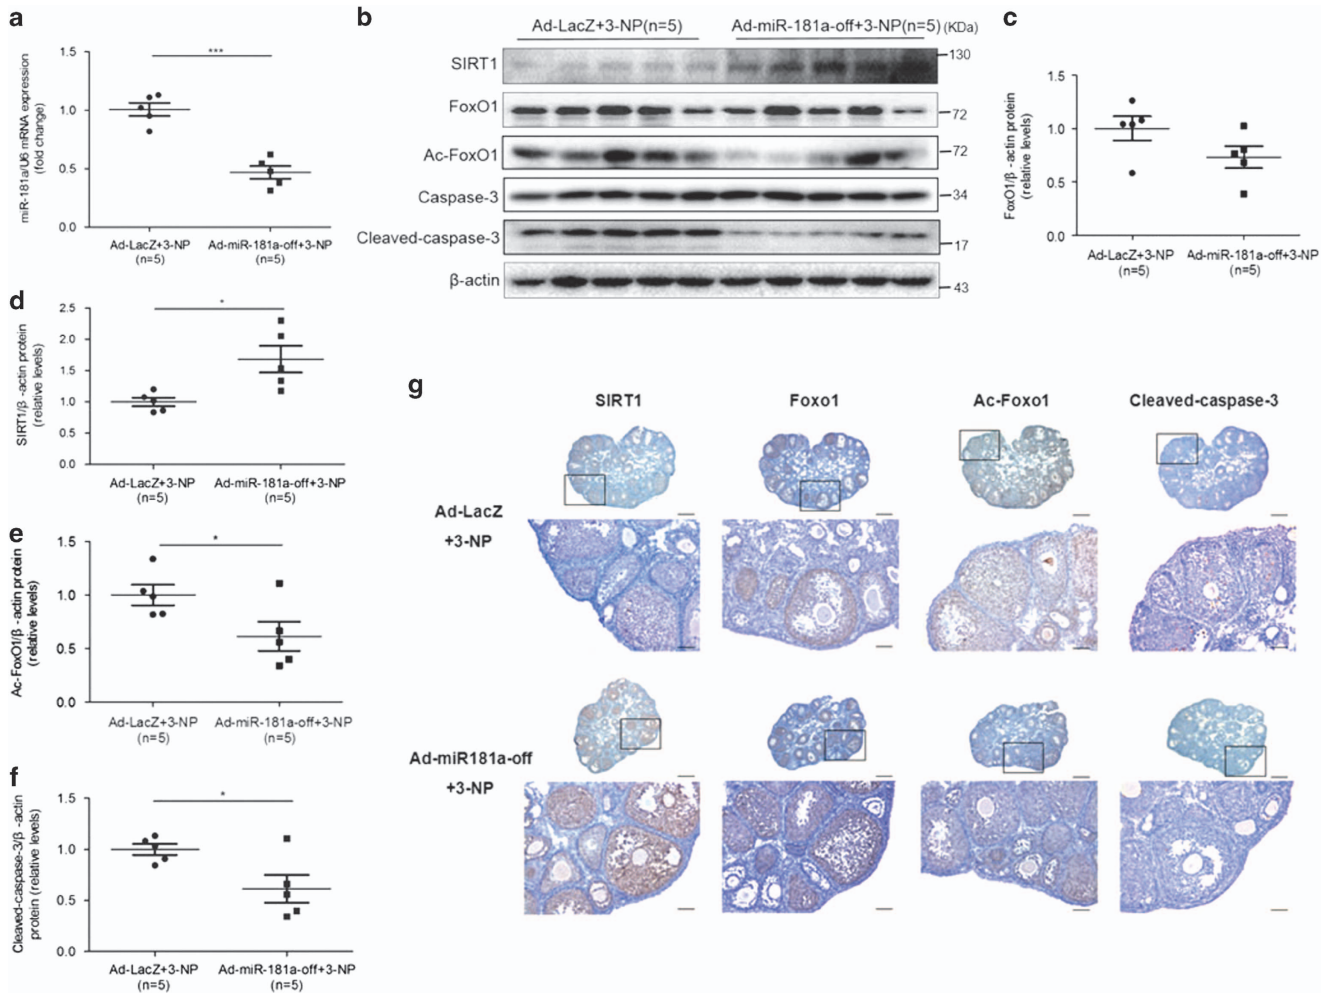 a
miR-181a/U6 mRNA expression
(fold change)
1.5
1.0
0.5
0.0
***
Ad-LacZ+3-NP
(n=5)
Ad-miR-181a-off+3-NP
(n=5)
b
Ad-LacZ+3-NP(n=5)
Ad-miR-181a-off+3-NP(n=5) (KDa)
SIRT1
130
FoxO1
72
Ac-FoxO1
72
Caspase-3
34
Cleaved-caspase-3
17
β-actin
43
c
FoxO1/β -actin protein
(relative levels)
1.5
1.0
0.5
0.0
Ad-LacZ+3-NP
(n=5)
Ad-miR-181a-off+3-NP
(n=5)
d
SIRT1/β -actin protein
(relative levels)
2.5
2.0
1.5
1.0
0.5
0.0
*
Ad-LacZ+3-NP
(n=5)
Ad-miR-181a-off+3-NP
(n=5)
e
Ac-FoxO1/β -actin protein
(relative levels)
1.5
1.0
0.5
0.0
*
Ad-LacZ+3-NP
(n=5)
Ad-miR-181a-off+3-NP
(n=5)
f
Cleaved-caspase-3/β -actin
protein (relative levels)
1.5
1.0
0.5
0.0
*
Ad-LacZ+3-NP
(n=5)
Ad-miR-181a-off+3-NP
(n=5)
g
SIRT1
Foxo1
Ac-Foxo1
Cleaved-caspase-3
Ad-LacZ
+3-NP
Ad-miR181a-off
+3-NP